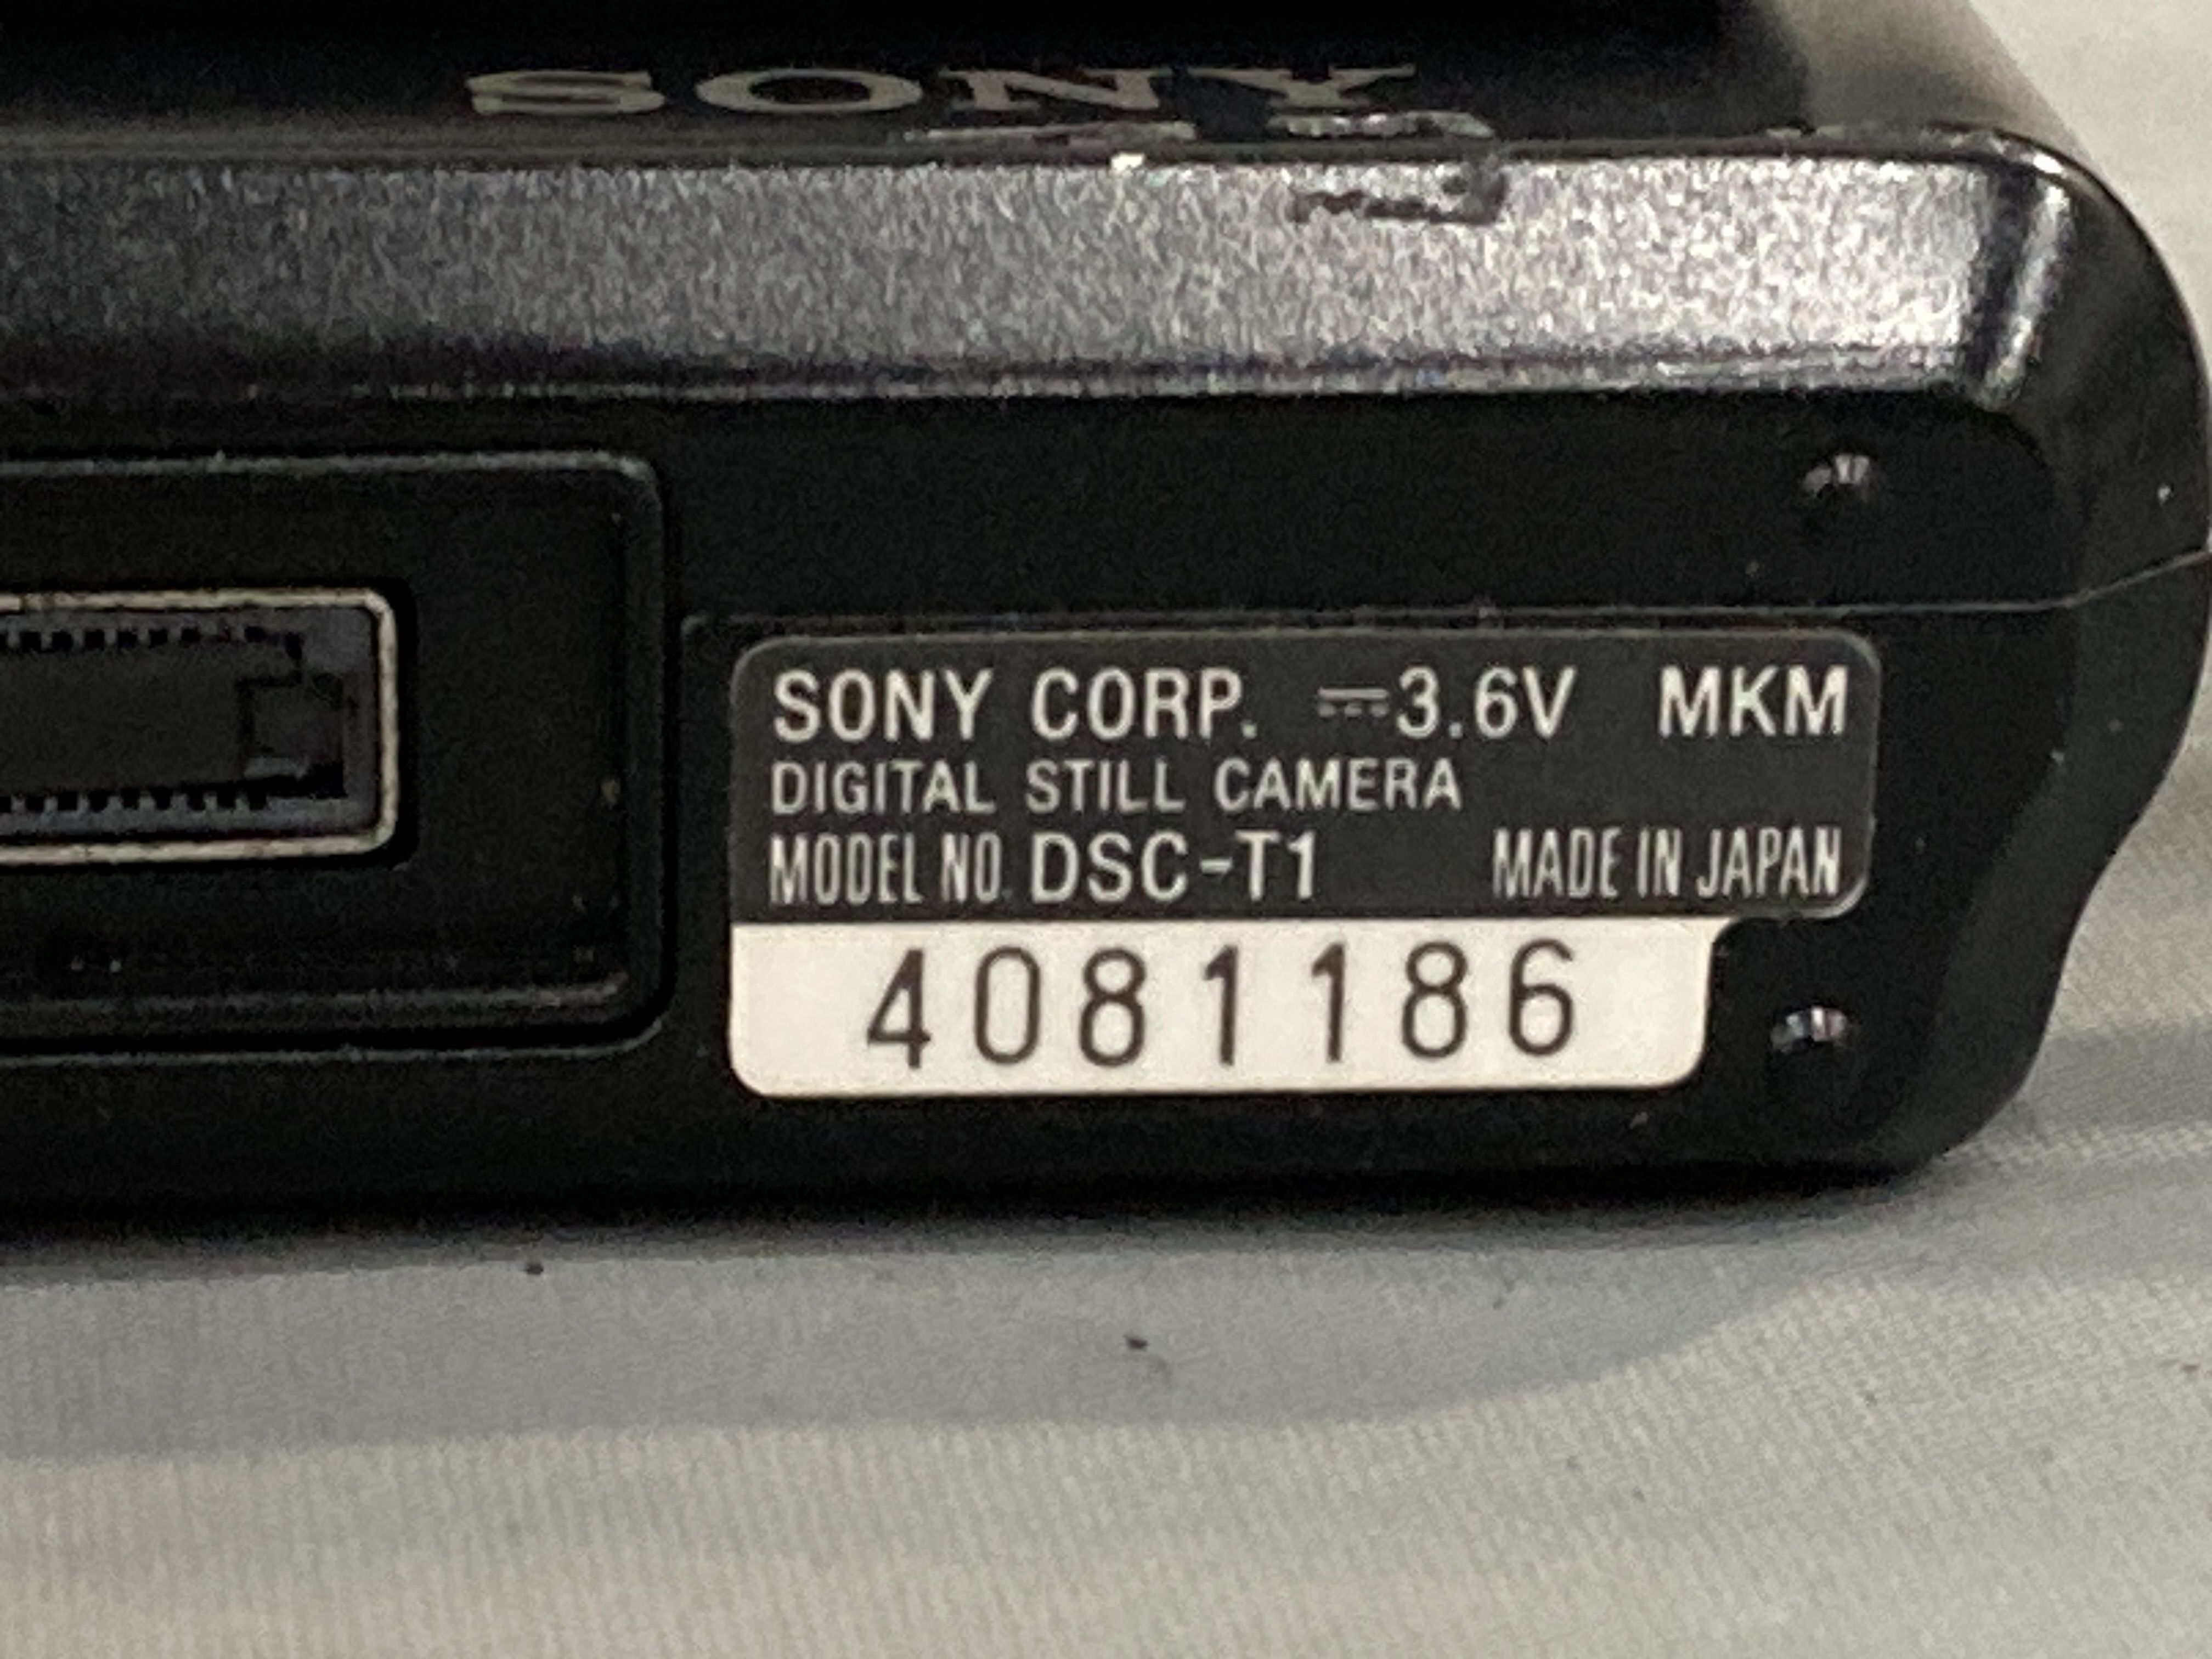 SONY
SONY CORP. ⎓3.6V MKM
DIGITAL STILL CAMERA
MODEL NO. DSC-T1 MADE IN JAPAN
4081186